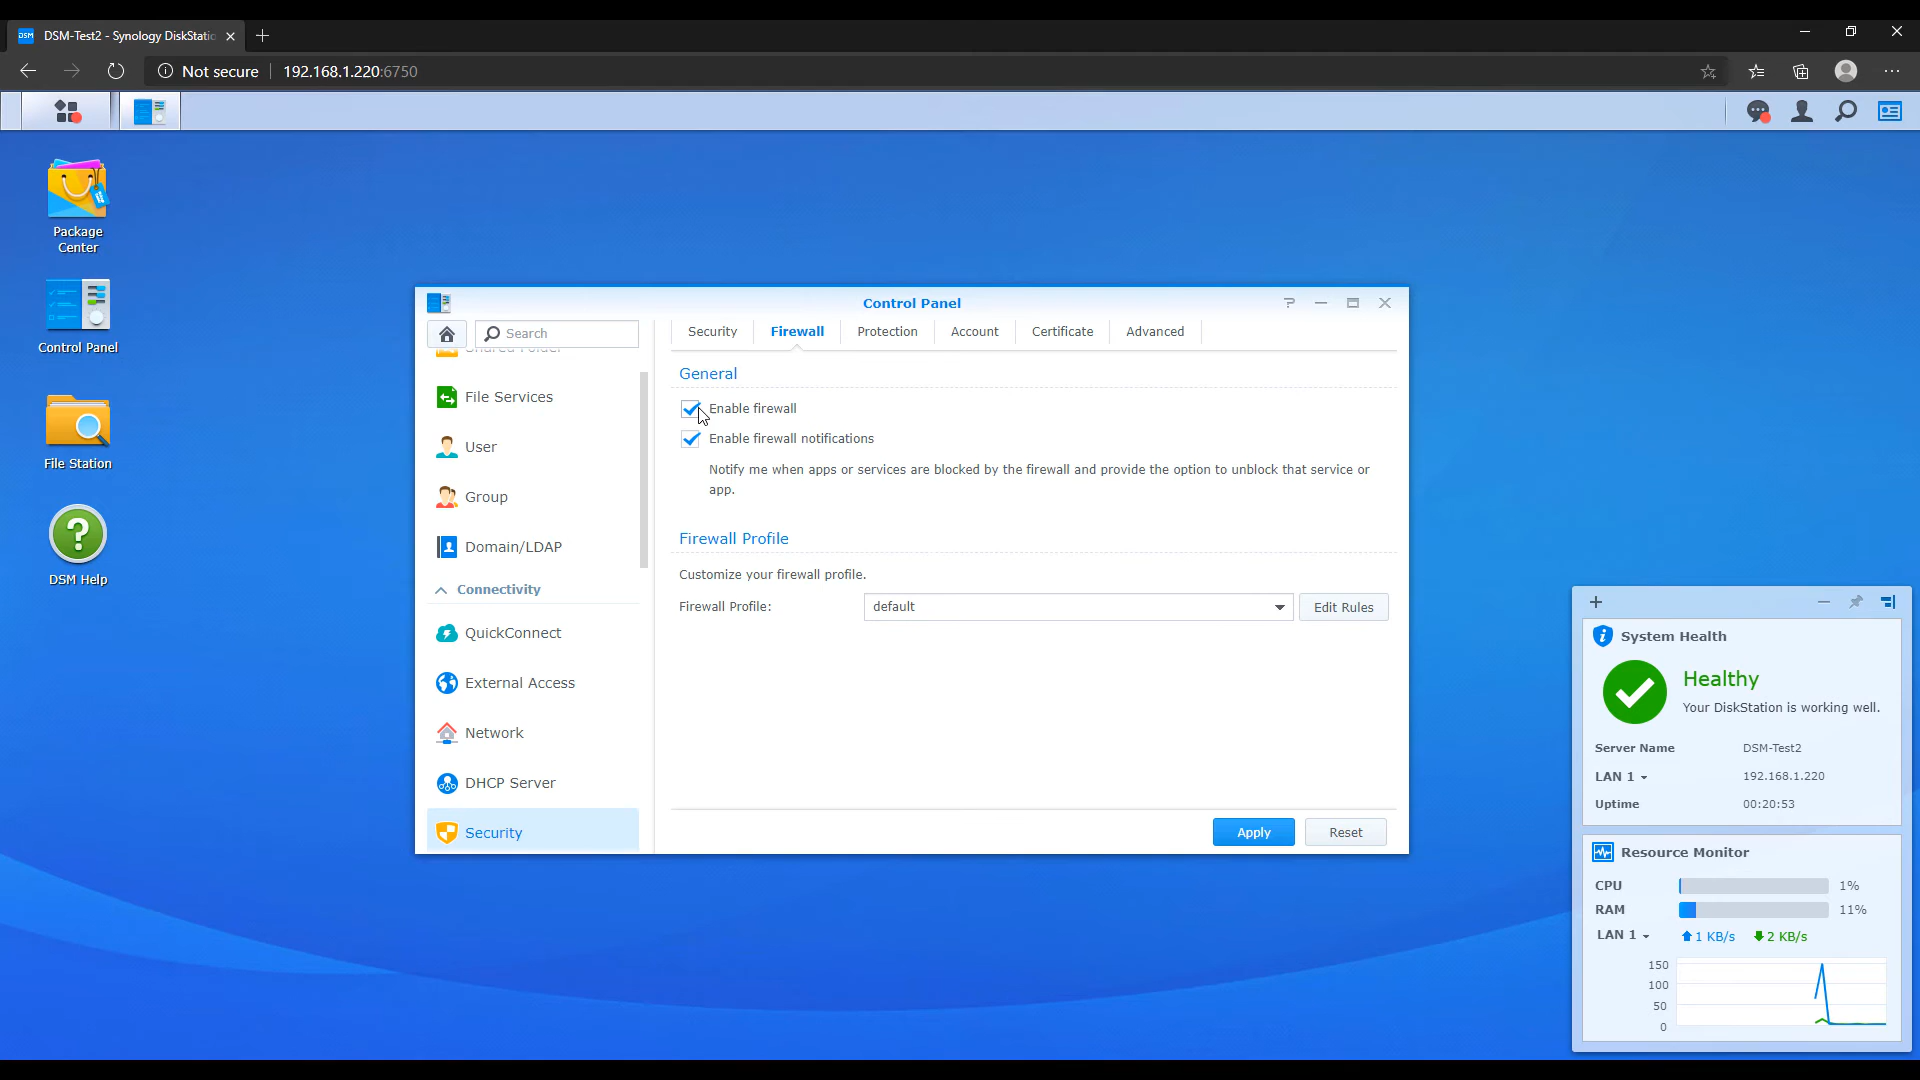 DSM-Test2 - Synology DiskStatio
Not secure
192.168.1.220:6750
Package
Center
Control Panel
File Station
DSM Help
Control Panel
Search
Shared Folder
File Services
User
Group
Domain/LDAP
Connectivity
QuickConnect
External Access
Network
DHCP Server
Security
Security
Firewall
Protection
Account
Certificate
Advanced
General
Enable firewall
Enable firewall notifications
Notify me when apps or services are blocked by the firewall and provide the option to unblock that service or
app.
Firewall Profile
Customize your firewall profile.
Firewall Profile:
default
Edit Rules
Apply
Reset
System Health
Healthy
Your DiskStation is working well.
Server Name
DSM-Test2
LAN 1
192.168.1.220
Uptime
00:20:53
Resource Monitor
CPU
1%
RAM
11%
LAN 1
1 KB/s
2 KB/s
150
100
50
0